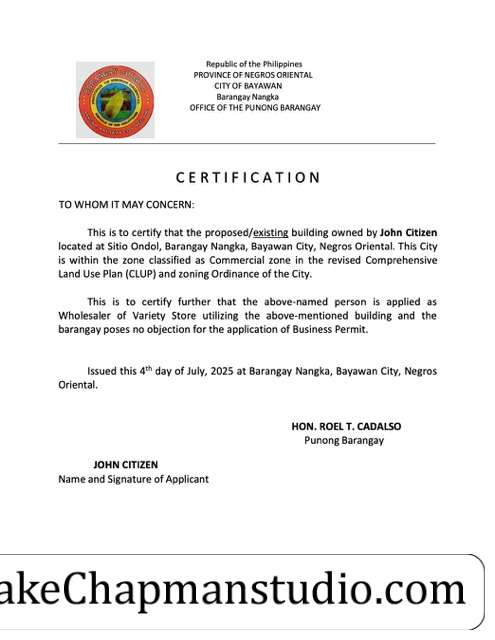 Republic of the Philippines
PROVINCE OF NEGROS ORIENTAL
CITY OF BAYAWAN
Barangay Nangka
OFFICE OF THE PUNONG BARANGAY
C E R T I F I C A T I O N
TO WHOM IT MAY CONCERN:
This is to certify that the proposed/existing building owned by John Citizen
located at Sitio Ondol, Barangay Nangka, Bayawan City, Negros Oriental. This City
is within the zone classified as Commercial zone in the revised Comprehensive
Land Use Plan (CLUP) and zoning Ordinance of the City.
This is to certify further that the above-named person is applied as
Wholesaler of Variety Store utilizing the above-mentioned building and the
barangay poses no objection for the application of Business Permit.
Issued this 4th day of July, 2025 at Barangay Nangka, Bayawan City, Negros
Oriental.
HON. ROEL T. CADALSO
Punong Barangay
JOHN CITIZEN
Name and Signature of Applicant
akeChapmanstudio.com